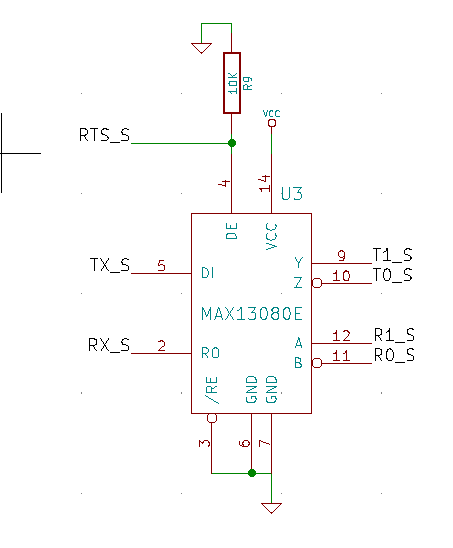 10K
R9
VCC
RTS_S
4
14
U3
DE
VCC
9
T1_S
Y
TX_S
5
DI
Z
10
T0_S
MAX13080E
12
R1_S
A
RX_S
2
RO
B
11
R0_S
/RE
GND
GND
3
6
7